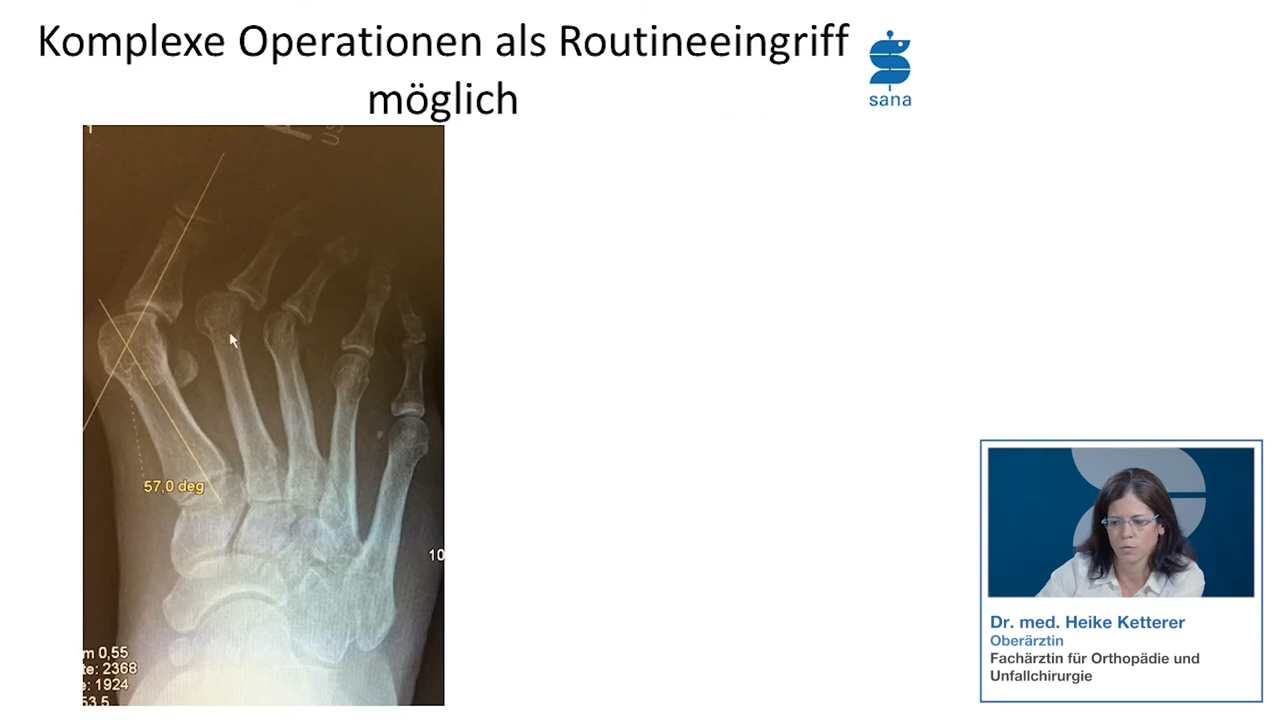 Komplexe Operationen als Routineeingriff
möglich
sana
57,0 deg
10
m 0,55
te: 2368
: 1924
53,5
Dr. med. Heike Ketterer
Oberärztin
Fachärztin für Orthopädie und
Unfallchirurgie